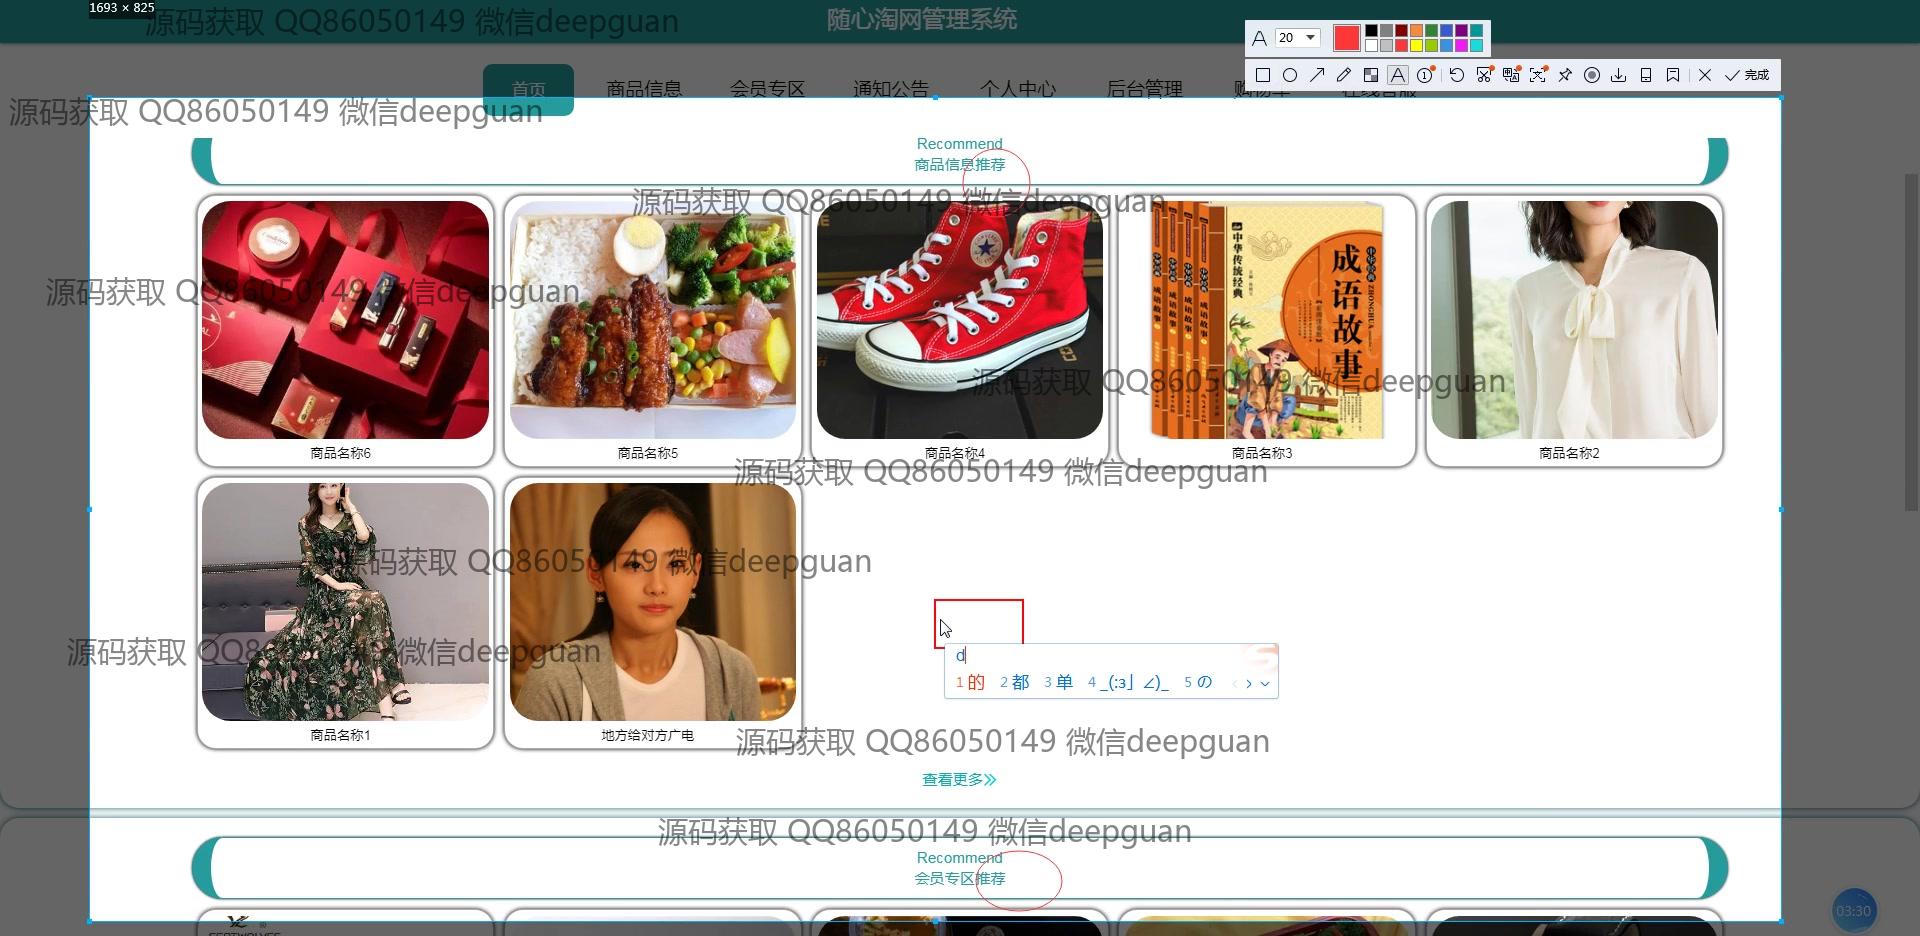 1693 × 825
源码获取 QQ86050149 微信deepguan
随心淘网管理系统
20
完成
首页
商品信息
会员专区
通知公告
个人中心
后台管理
源码获取 QQ86050149 微信deepguan
Recommend
商品信息推荐
源码获取 QQ86050149 微信deepguan
源码获取 QQ86050149 微信deepguan
中华传统经典
成语故事
ZHONGHUA
源码获取 QQ86050149 微信deepguan
商品名称6
商品名称5
商品名称4
商品名称3
商品名称2
源码获取 QQ86050149 微信deepguan
源码获取 QQ86050149 微信deepguan
d
1 的 2 都 3 单 4 _(:з」∠)_ 5 の
源码获取 QQ86050149 微信deepguan
商品名称1
地方给对方广电
源码获取 QQ86050149 微信deepguan
查看更多
源码获取 QQ86050149 微信deepguan
Recommend
会员专区推荐
03:30